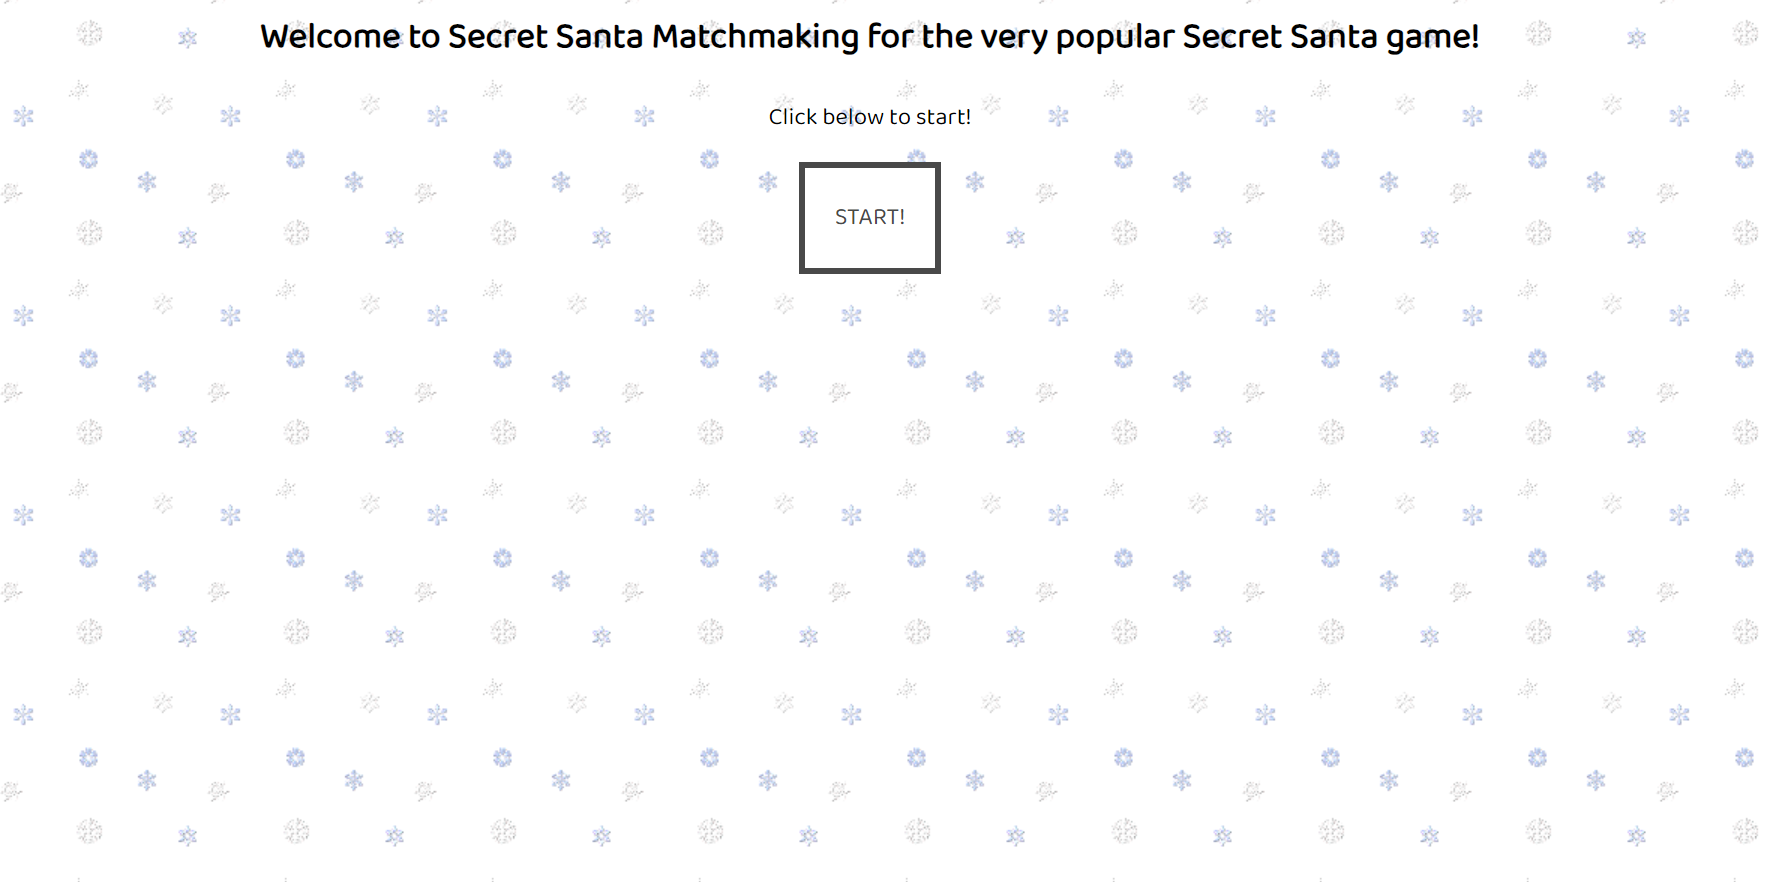 Welcome to Secret Santa Matchmaking for the very popular Secret Santa game!
Click below to start!
START!